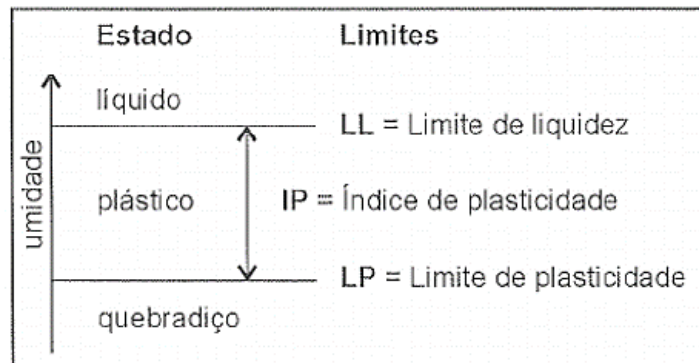 Estado Limites
líquido
LL = Limite de liquidez
umidade
plástico
IP = Índice de plasticidade
LP = Limite de plasticidade
quebradiço